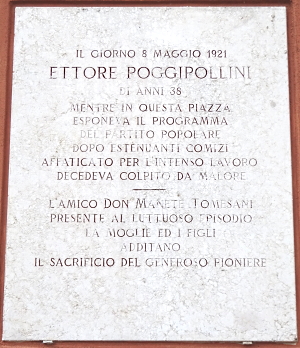 IL GIORNO 8 MAGGIO 1921
ETTORE POGGIPOLLINI
DI ANNI 38
MENTRE IN QUESTA PIAZZA
ESPONEVA IL PROGRAMMA
DEL PARTITO POPOLARE
DOPO ESTENUANTI COMIZI
AFFATICATO PER L'INTENSO LAVORO
DECEDEVA COLPITO DA MALORE
L'AMICO DON MAMETE TOMESANI
PRESENTE AL LUTTUOSO EPISODIO
LA MOGLIE ED I FIGLI
ADDITANO
IL SACRIFICIO DEL GENEROSO PIONIERE